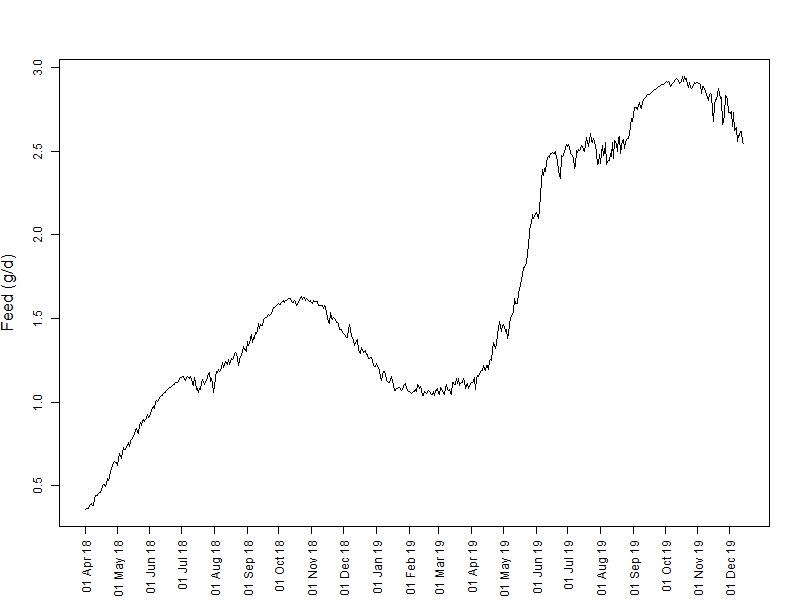 Feed (g/d)
3.0
2.5
2.0
1.5
1.0
0.5
01 Apr 18
01 May 18
01 Jun 18
01 Jul 18
01 Aug 18
01 Sep 18
01 Oct 18
01 Nov 18
01 Dec 18
01 Jan 19
01 Feb 19
01 Mar 19
01 Apr 19
01 May 19
01 Jun 19
01 Jul 19
01 Aug 19
01 Sep 19
01 Oct 19
01 Nov 19
01 Dec 19